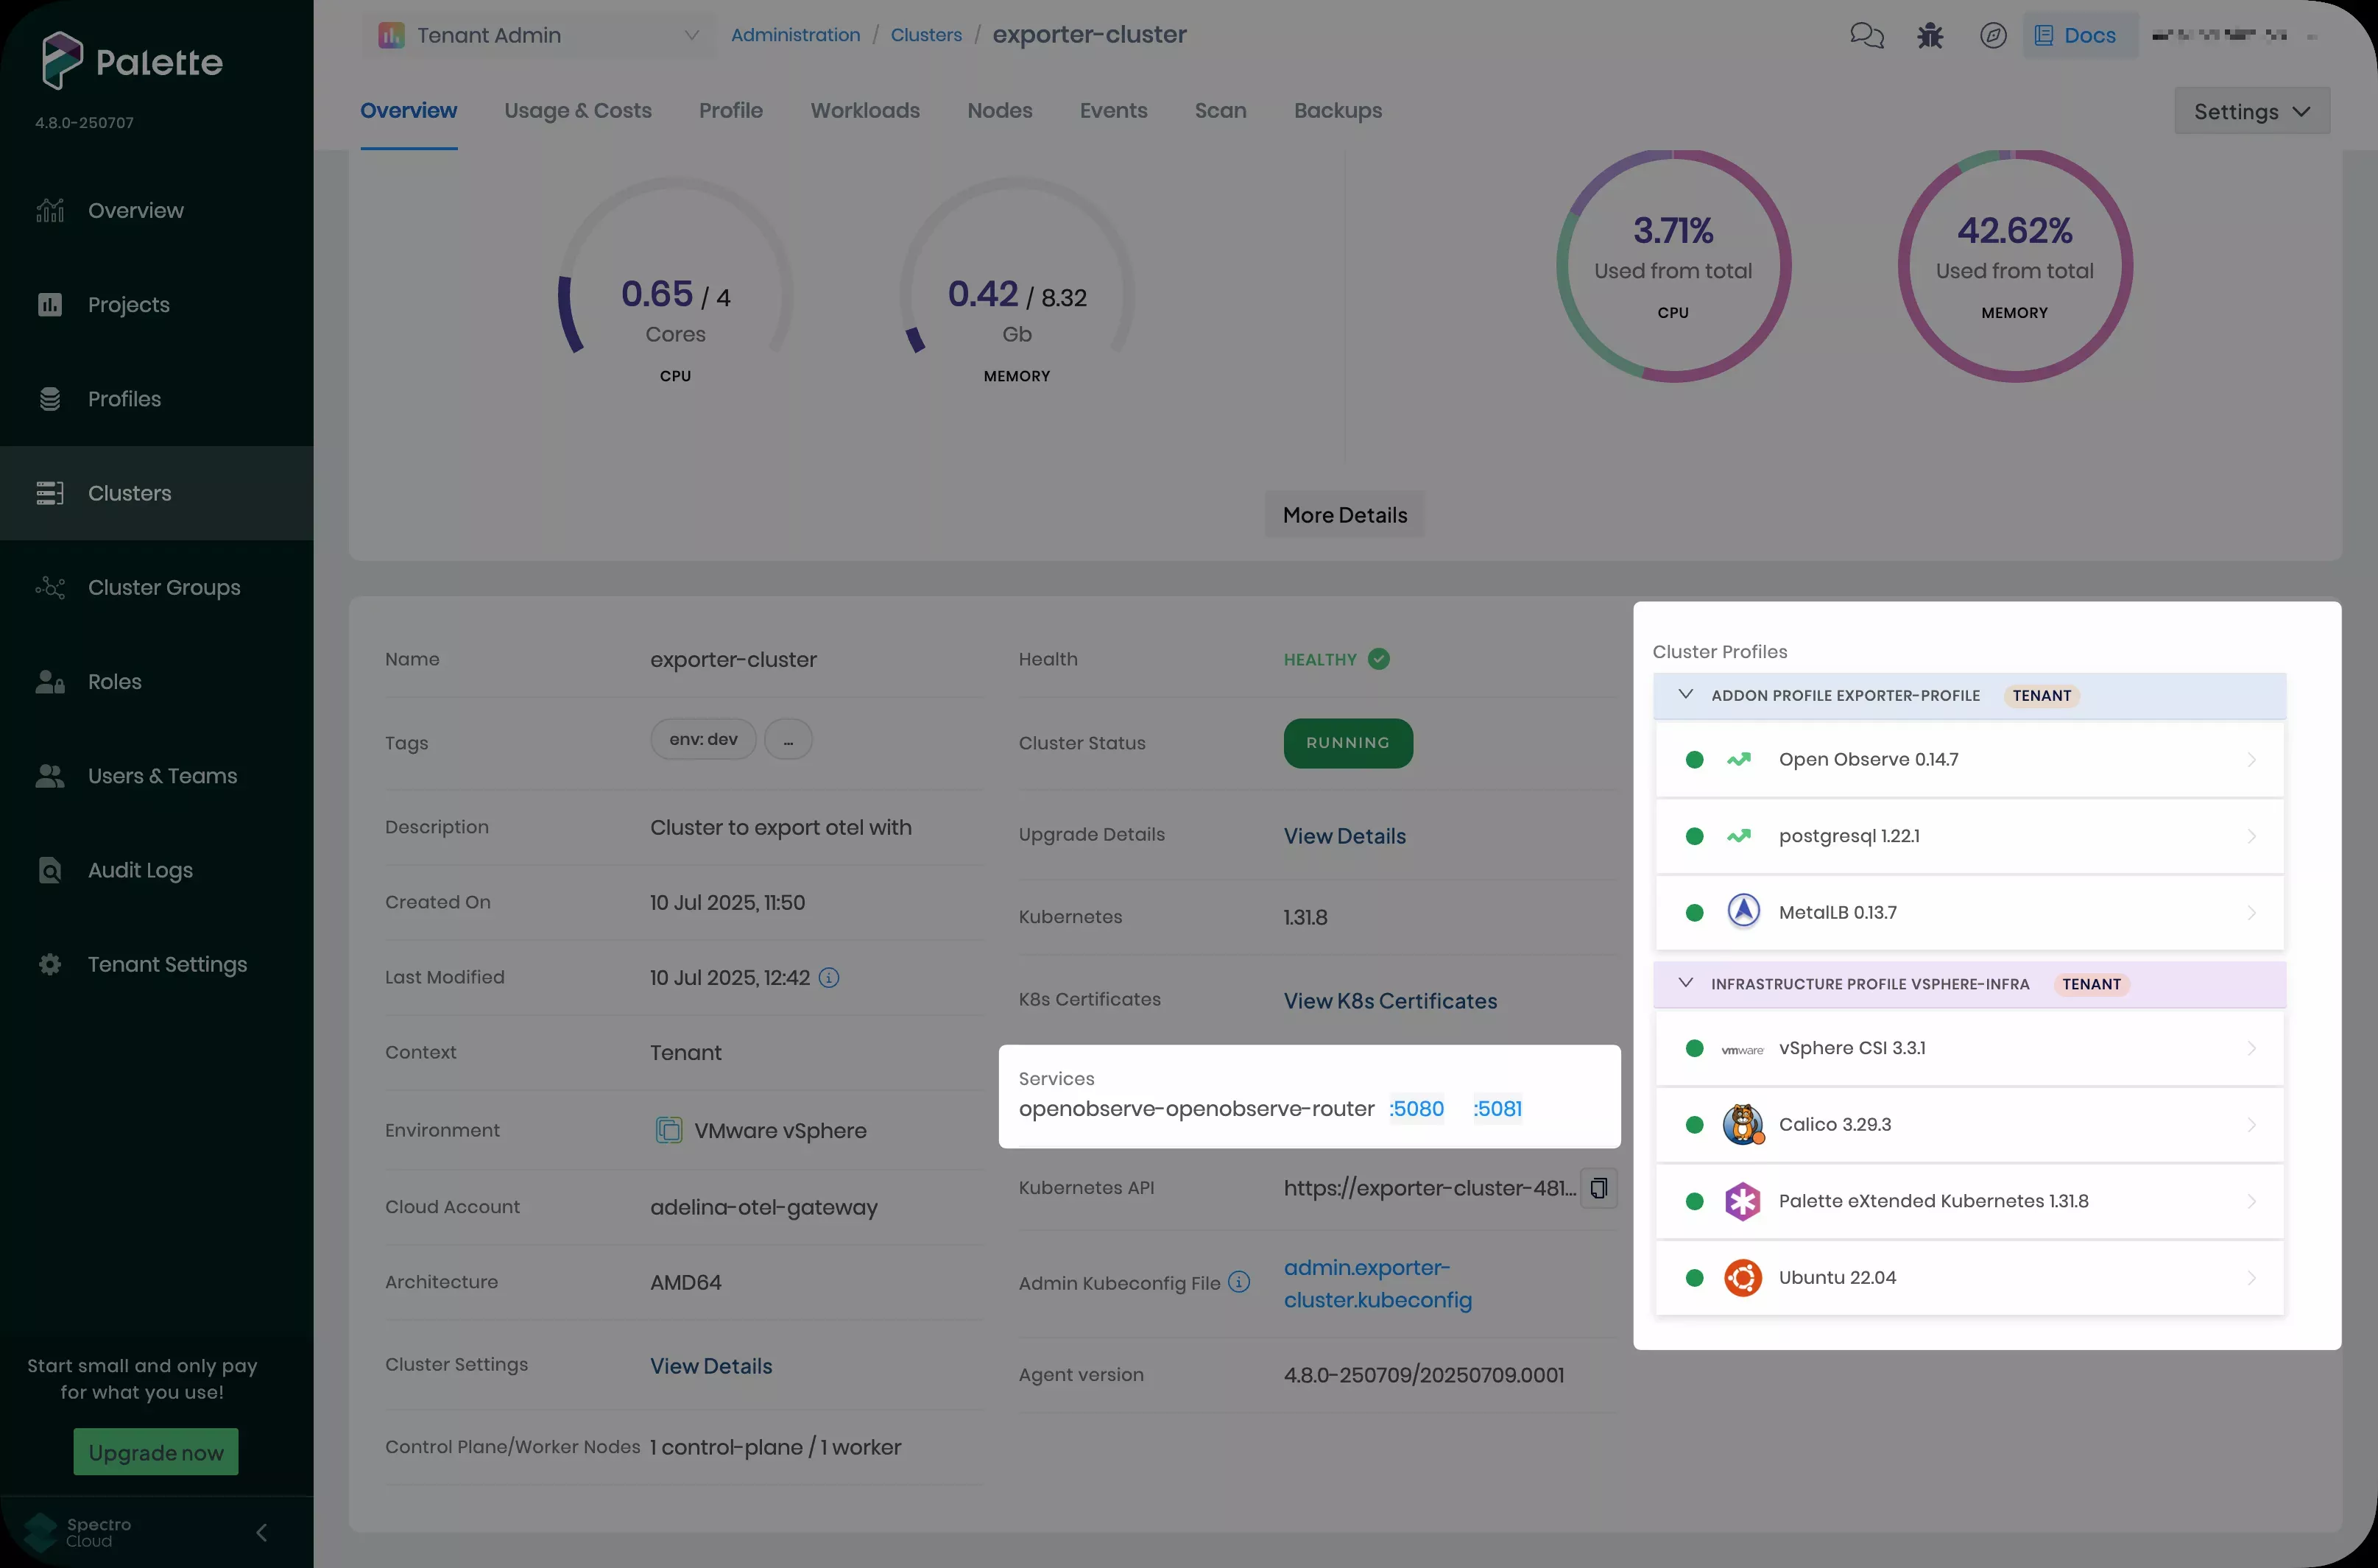 Palette
4.8.0-250707
Overview
Projects
Profiles
Clusters
Cluster Groups
Roles
Users & Teams
Audit Logs
Tenant Settings
Start small and only pay
for what you use!
Upgrade now
Spectro
Cloud
Tenant Admin
Administration / Clusters / exporter-cluster
Docs
Overview Usage & Costs Profile Workloads Nodes Events Scan Backups
Settings
0.65 / 4
Cores
CPU
0.42 / 8.32
Gb
MEMORY
3.71%
Used from total
CPU
42.62%
Used from total
MEMORY
More Details
Name exporter-cluster
Tags env: dev ...
Description Cluster to export otel with
Created On 10 Jul 2025, 11:50
Last Modified 10 Jul 2025, 12:42
Context Tenant
Environment VMware vSphere
Cloud Account adelina-otel-gateway
Architecture AMD64
Cluster Settings View Details
Control Plane/Worker Nodes 1 control-plane / 1 worker
Health HEALTHY
Cluster Status RUNNING
Upgrade Details View Details
Kubernetes 1.31.8
K8s Certificates View K8s Certificates
Services
openobserve-openobserve-router :5080 :5081
Kubernetes API https://exporter-cluster-481...
Admin Kubeconfig File admin.exporter-
cluster.kubeconfig
Agent version 4.8.0-250709/20250709.0001
Cluster Profiles
ADDON PROFILE EXPORTER-PROFILE TENANT
Open Observe 0.14.7
postgresql 1.22.1
MetalLB 0.13.7
INFRASTRUCTURE PROFILE VSPHERE-INFRA TENANT
vmware vSphere CSI 3.3.1
Calico 3.29.3
Palette eXtended Kubernetes 1.31.8
Ubuntu 22.04